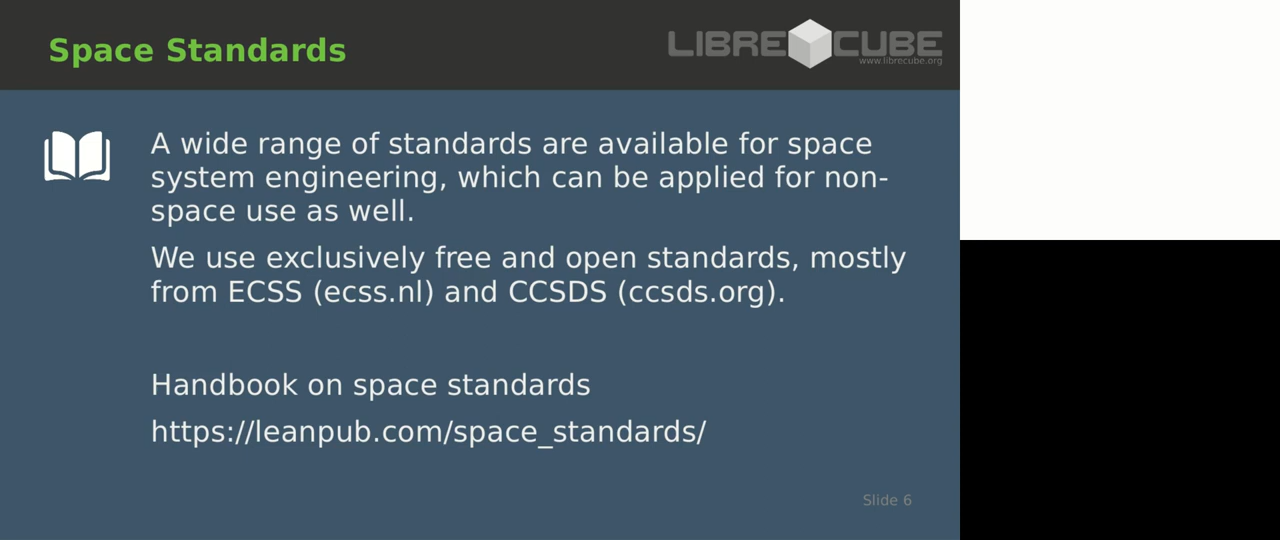 Space Standards
LIBRE CUBE
www.librecube.org
A wide range of standards are available for space
system engineering, which can be applied for non-
space use as well.
We use exclusively free and open standards, mostly
from ECSS (ecss.nl) and CCSDS (ccsds.org).
Handbook on space standards
https://leanpub.com/space_standards/
Slide 6